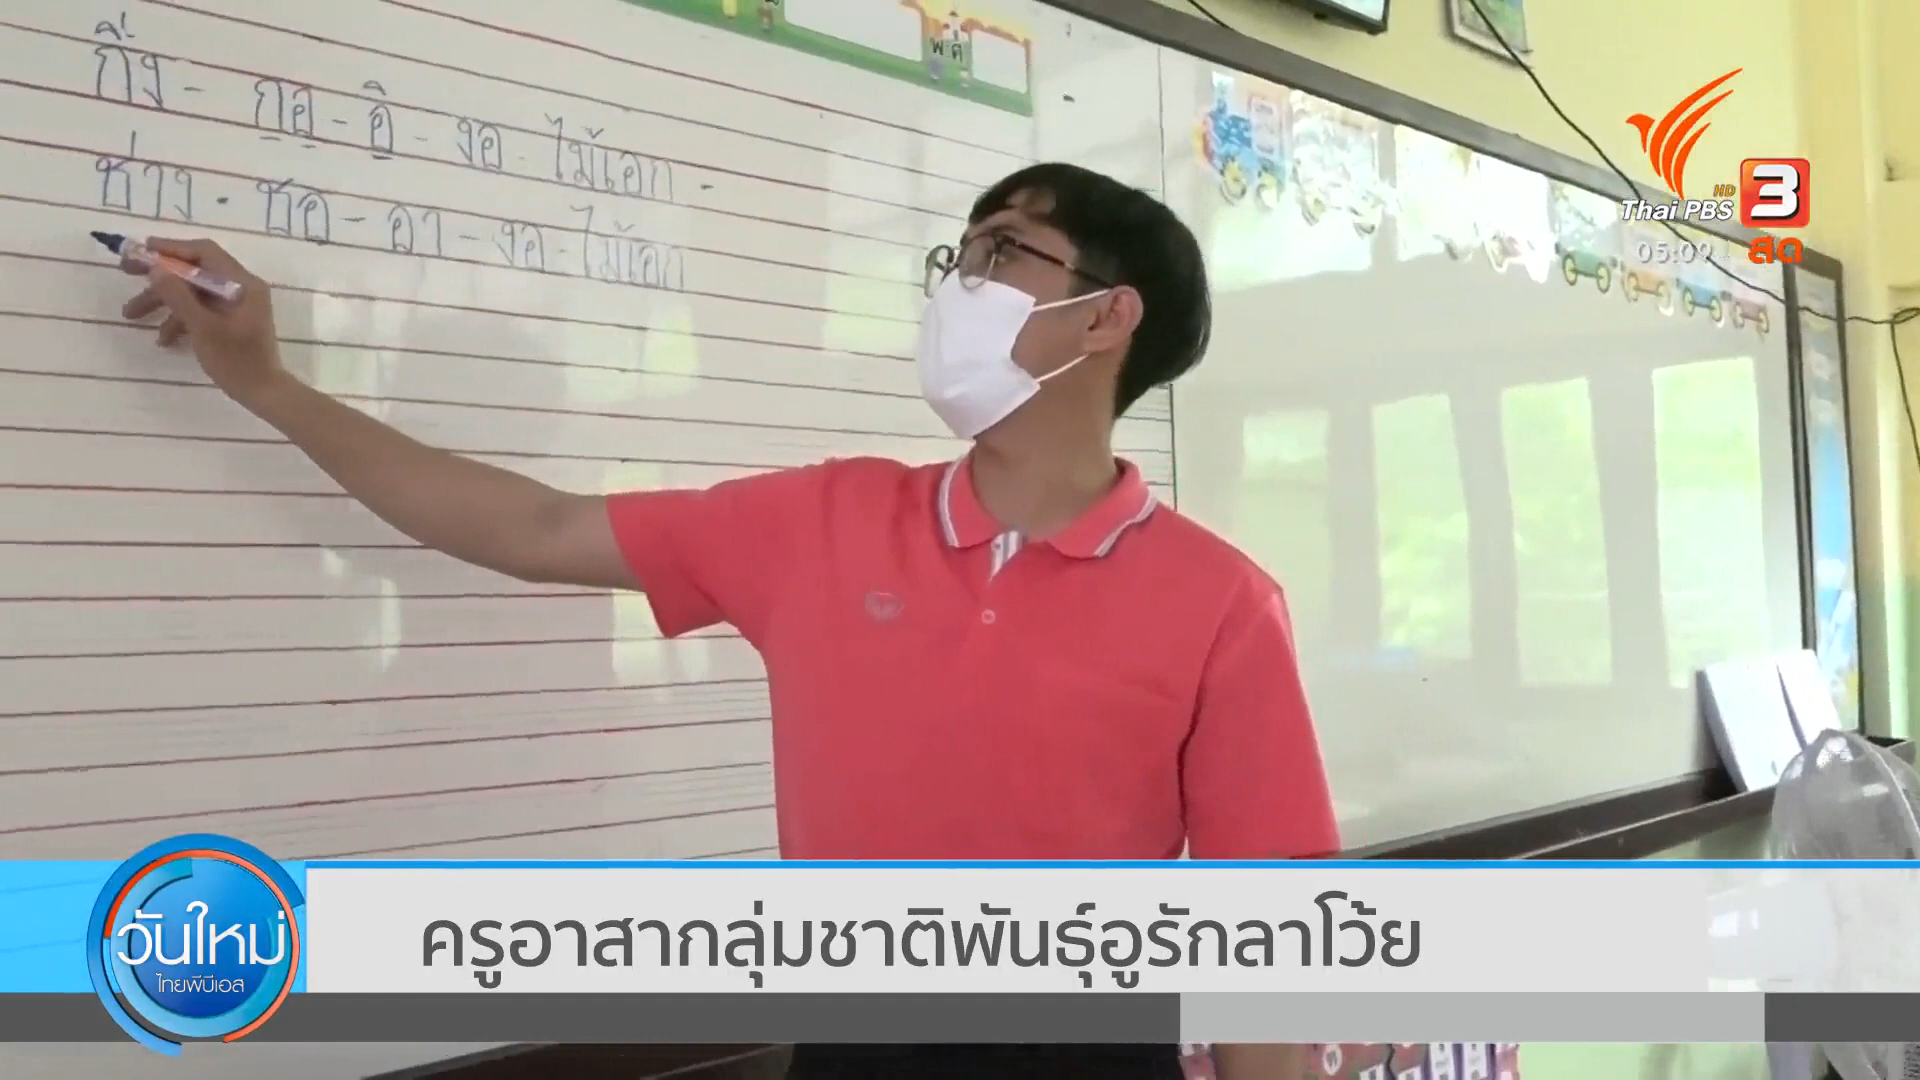 กิ่ง - กอ - อิ - งอ - ไม้เอก -
ช่าง - ชอ - อา - งอ - ไม้เอก
HD
Thai PBS 3
05:09
สด
วันใหม่
ไทยพีบีเอส
ครูอาสากลุ่มชาติพันธุ์อูรักลาโว้ย